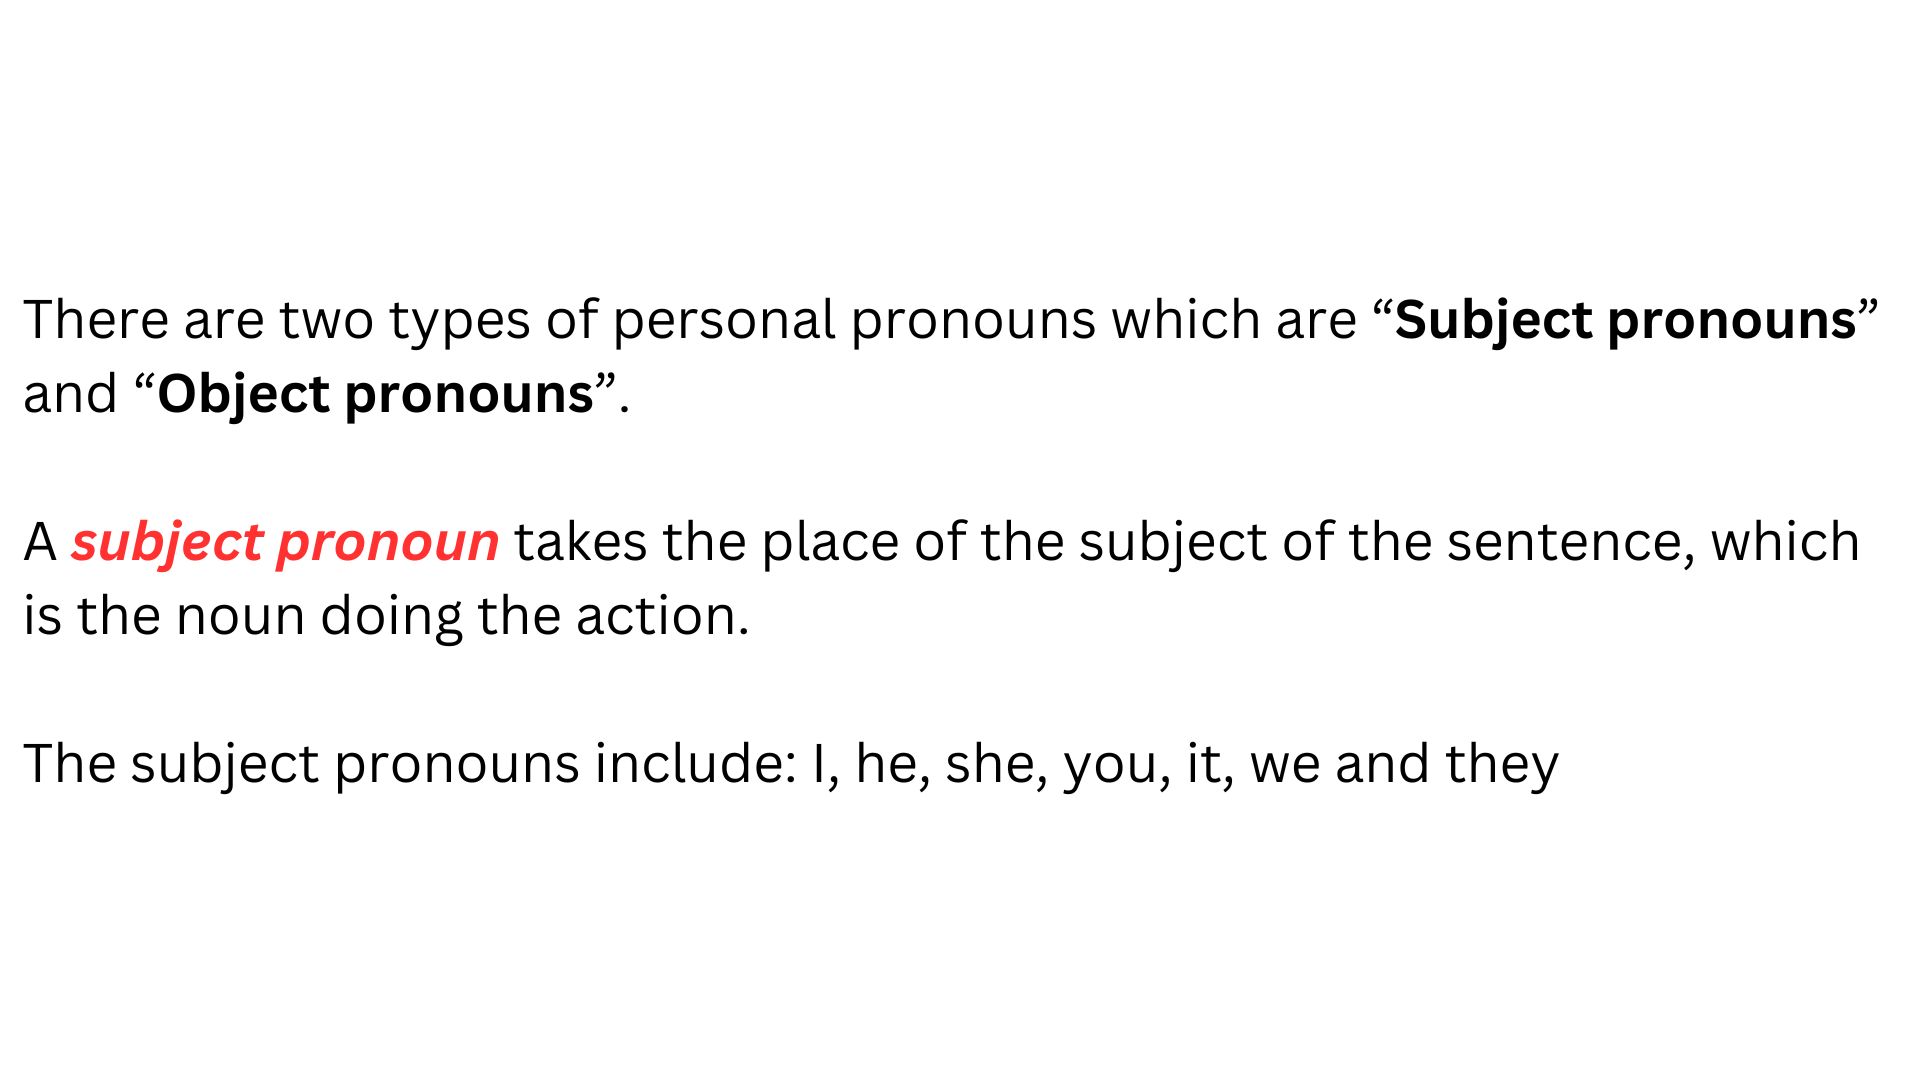 There are two types of personal pronouns which are “Subject pronouns”
and “Object pronouns”.
A subject pronoun takes the place of the subject of the sentence, which
is the noun doing the action.
The subject pronouns include: I, he, she, you, it, we and they